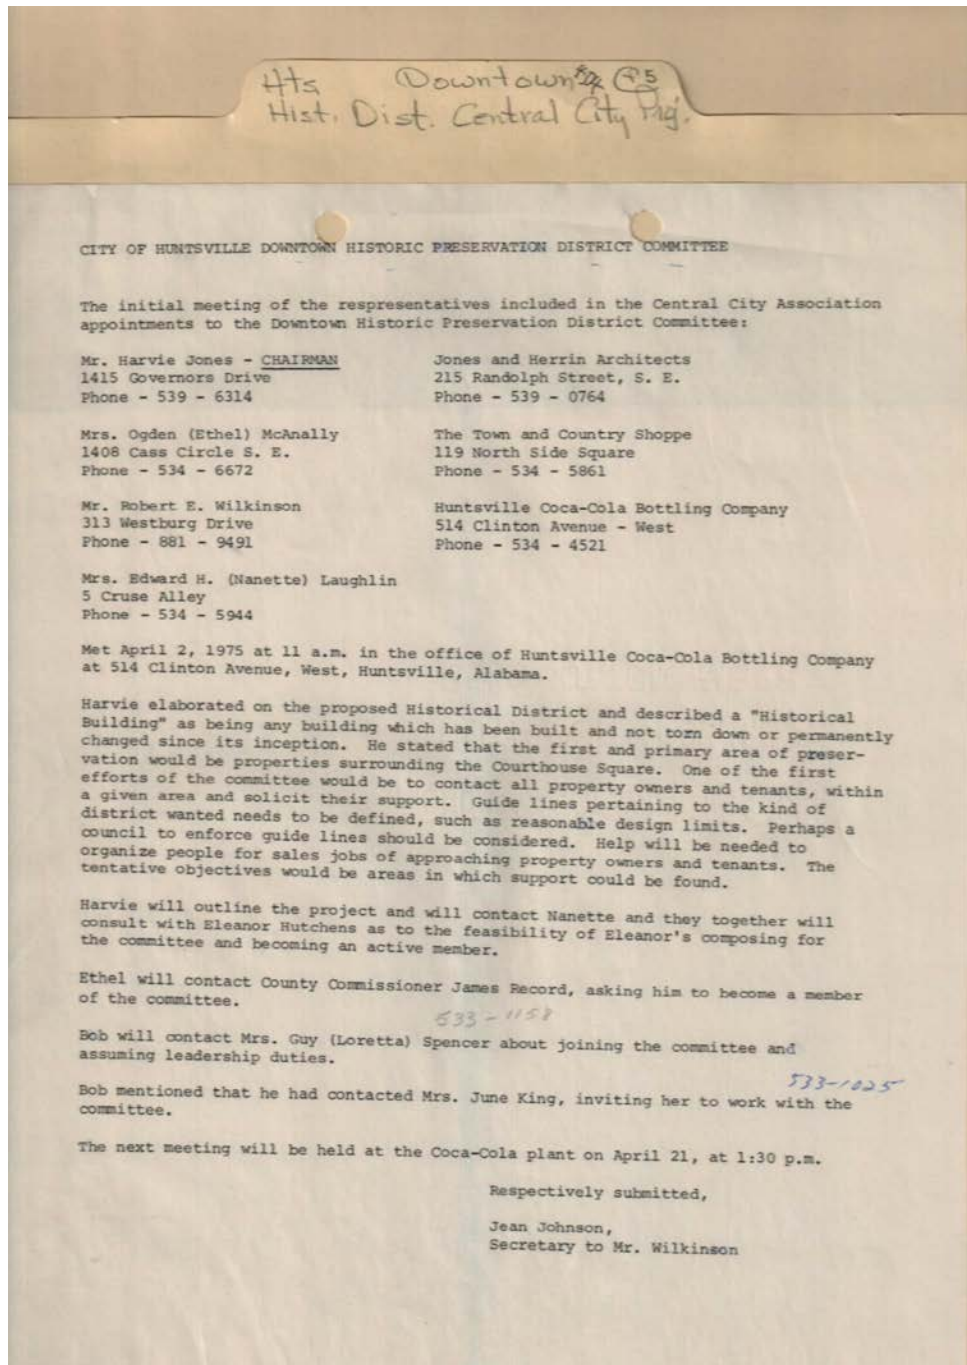 Hts Downtown
Hist. Dist. Central City
CITY OF HUNTSVILLE DOWNTOWN HISTORIC PRESERVATION DISTRICT COMMITTEE
The initial meeting of the respresentatives included in the Central City Association
appointments to the Downtown Historic Preservation District Committee:
Mr. Harvie Jones - CHAIRMAN
1415 Governors Drive
Phone - 539 - 6314
Jones and Herrin Architects
215 Randolph Street, S. E.
Phone - 539 - 0764
Mrs. Ogden (Ethel) McAnally
1408 Cass Circle S. E.
Phone - 534 - 6672
The Town and Country Shoppe
119 North Side Square
Phone - 534 - 5861
Mr. Robert E. Wilkinson
313 Westburg Drive
Phone - 881 - 9491
Huntsville Coca-Cola Bottling Company
514 Clinton Avenue - West
Phone - 534 - 4521
Mrs. Edward H. (Nanette) Laughlin
5 Cruse Alley
Phone - 534 - 5944
Met April 2, 1975 at 11 a.m. in the office of Huntsville Coca-Cola Bottling Company
at 514 Clinton Avenue, West, Huntsville, Alabama.
Harvie elaborated on the proposed Historical District and described a "Historical
Building" as being any building which has been built and not torn down or permanently
changed since its inception. He stated that the first and primary area of preser-
vation would be properties surrounding the Courthouse Square. One of the first
efforts of the committee would be to contact all property owners and tenants, within
a given area and solicit their support. Guide lines pertaining to the kind of
district wanted needs to be defined, such as reasonable design limits. Perhaps a
council to enforce guide lines should be considered. Help will be needed to
organize people for sales jobs of approaching property owners and tenants. The
tentative objectives would be areas in which support could be found.
Harvie will outline the project and will contact Nanette and they together will
consult with Eleanor Hutchens as to the feasibility of Eleanor's composing for
the committee and becoming an active member.
Ethel will contact County Commissioner James Record, asking him to become a member
of the committee.
533-1158
Bob will contact Mrs. Guy (Loretta) Spencer about joining the committee and
assuming leadership duties.
533-1025
Bob mentioned that he had contacted Mrs. June King, inviting her to work with the
committee.
The next meeting will be held at the Coca-Cola plant on April 21, at 1:30 p.m.
Respectively submitted,
Jean Johnson,
Secretary to Mr. Wilkinson